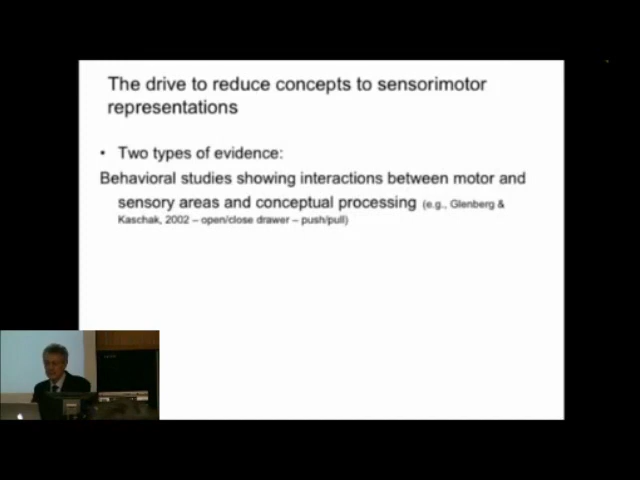 The drive to reduce concepts to sensorimotor
representations
• Two types of evidence:
Behavioral studies showing interactions between motor and
sensory areas and conceptual processing (e.g., Glenberg &
Kaschak, 2002 – open/close drawer – push/pull)